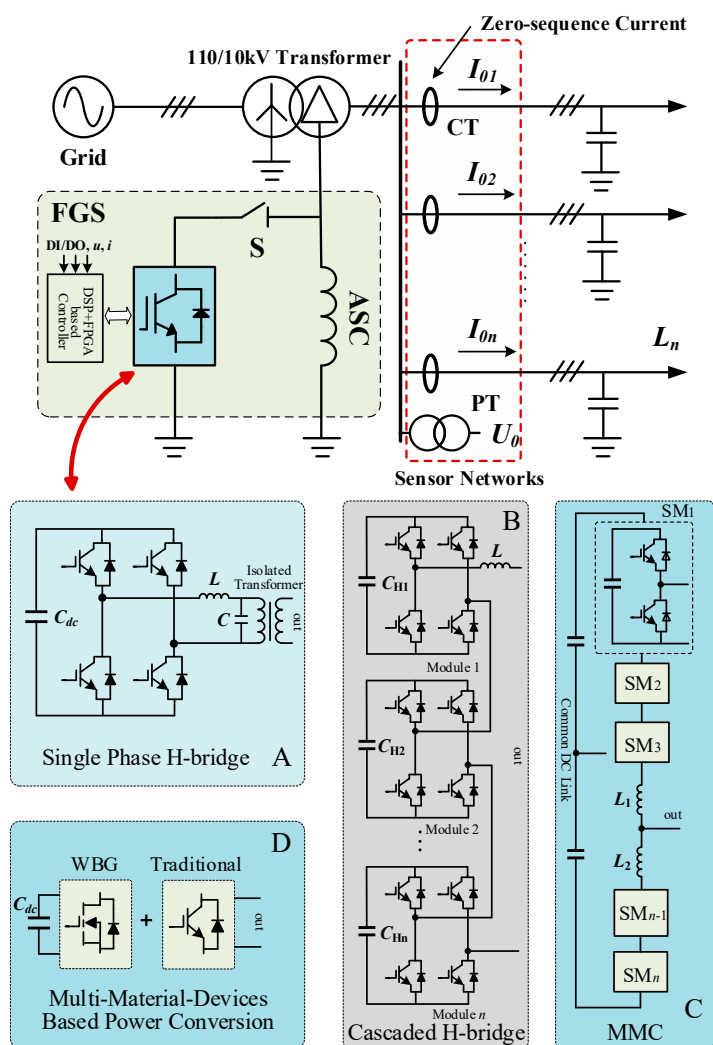 Zero-sequence Current
110/10kV Transformer
I01
CT
Grid
I02
FGS
S
DI/DO, u, i
DSP+FPGA
based
Controller
ASC
I0n
Ln
PT
U0
Sensor Networks
Cdc
L
C
Isolated
Transformer
out
Single Phase H-bridge
A
B
L
CH1
Module 1
CH2
out
Module 2
CHn
Module n
Cascaded H-bridge
SM1
SM2
SM3
Common DC Link
L1
out
L2
SMn-1
SMn
C
MMC
D
WBG
Traditional
Cdc
+
out
Multi-Material-Devices
Based Power Conversion